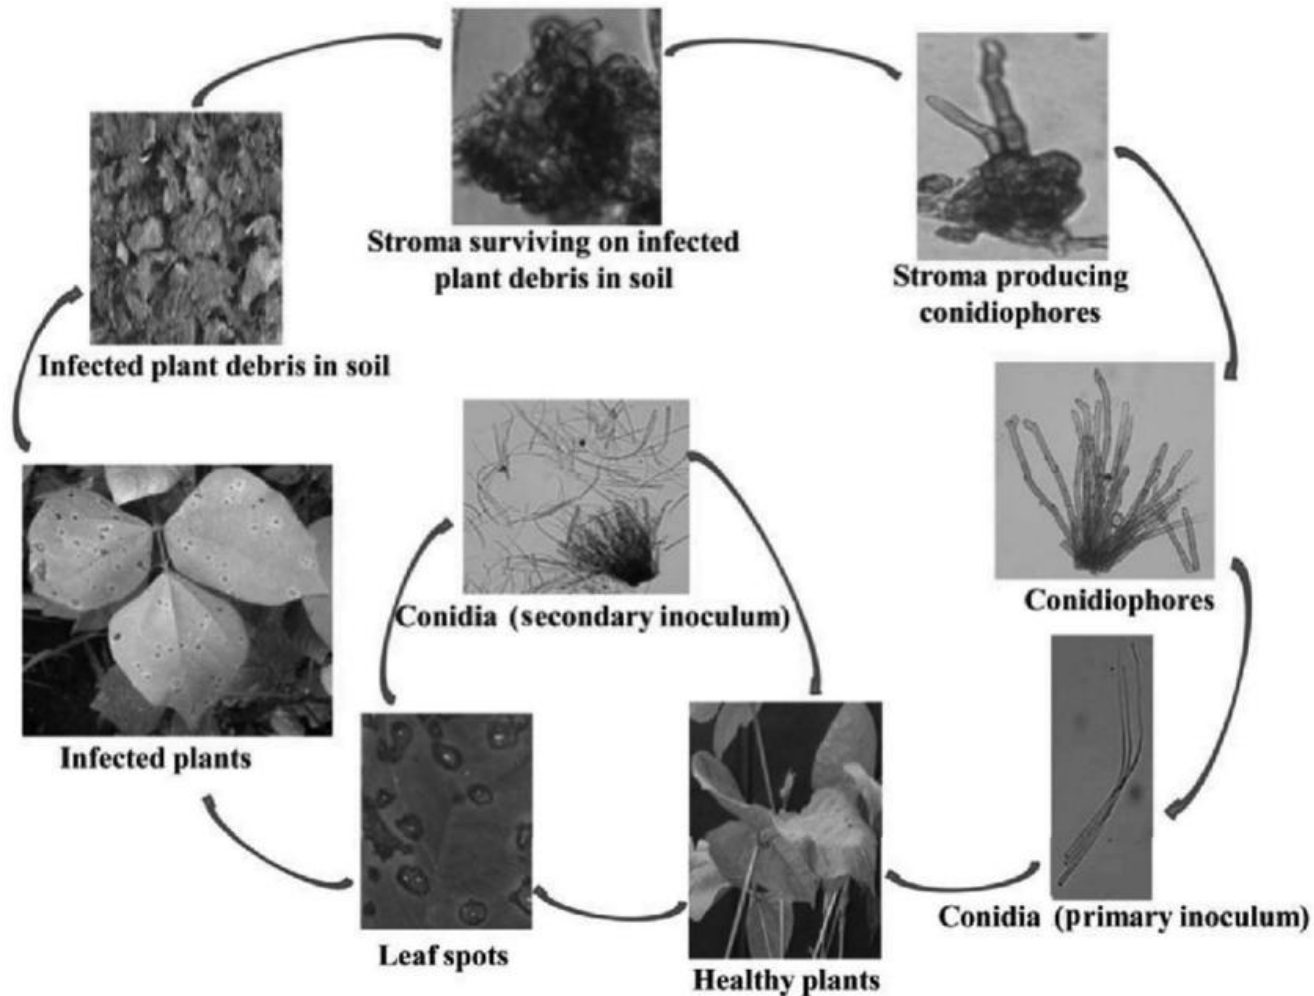 Stroma surviving on infected
plant debris in soil
Stroma producing
conidiophores
Infected plant debris in soil
Conidia (secondary inoculum)
Conidiophores
Infected plants
Leaf spots
Healthy plants
Conidia (primary inoculum)